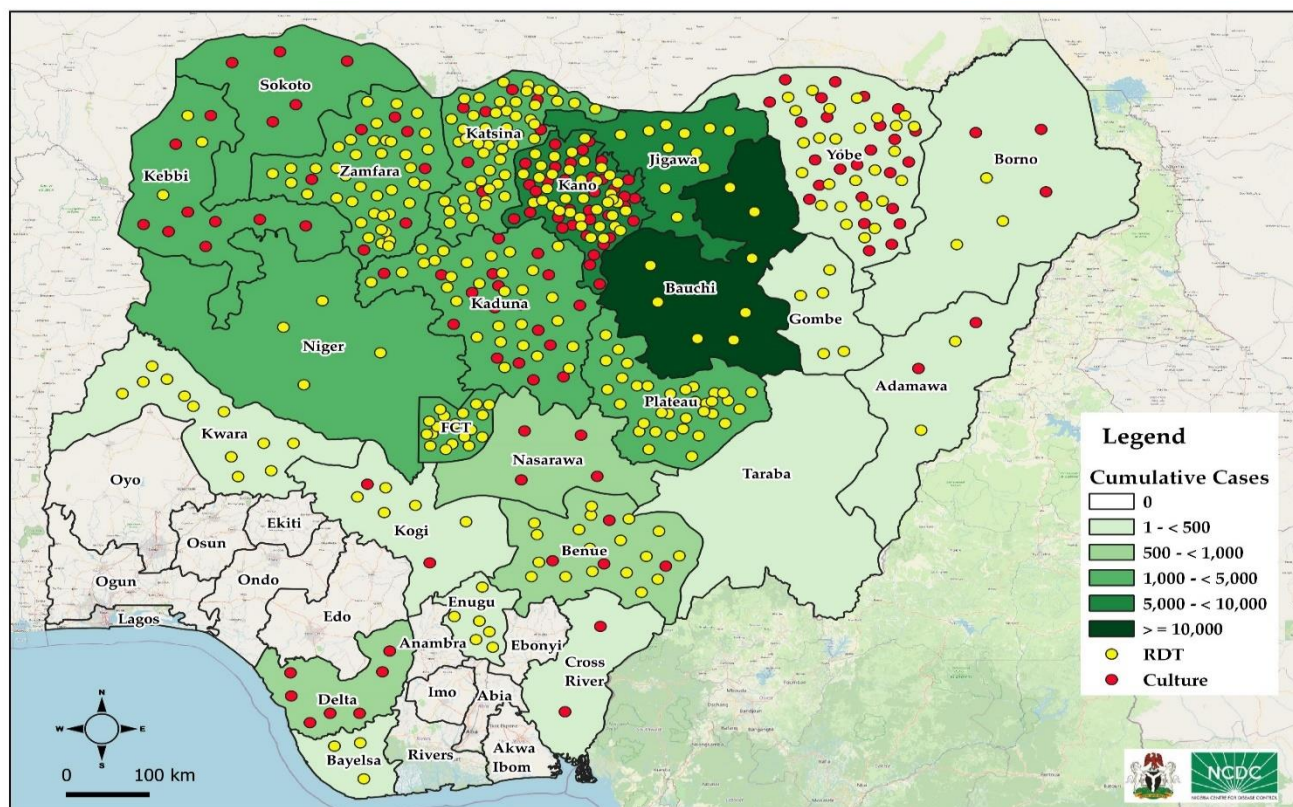 Sokoto
Katsina
Jigawa
Yobe
Borno
Kebbi
Zamfara
Kano
Kaduna
Bauchi
Gombe
Niger
Adamawa
Plateau
FCT
Kwara
Nasarawa
Taraba
Oyo
Kogi
Ekiti
Osun
Benue
Ogun
Ondo
Lagos
Edo
Enugu
Anambra
Ebonyi
Cross
River
Delta
Imo
Abia
Bayelsa
Rivers
Akwa
Ibom
Legend
Cumulative Cases
0
1 - < 500
500 - < 1,000
1,000 - < 5,000
5,000 - < 10,000
> = 10,000
RDT
Culture
N
W E
S
0 100 km
NCDC
NIGERIA CENTRE FOR DISEASE CONTROL